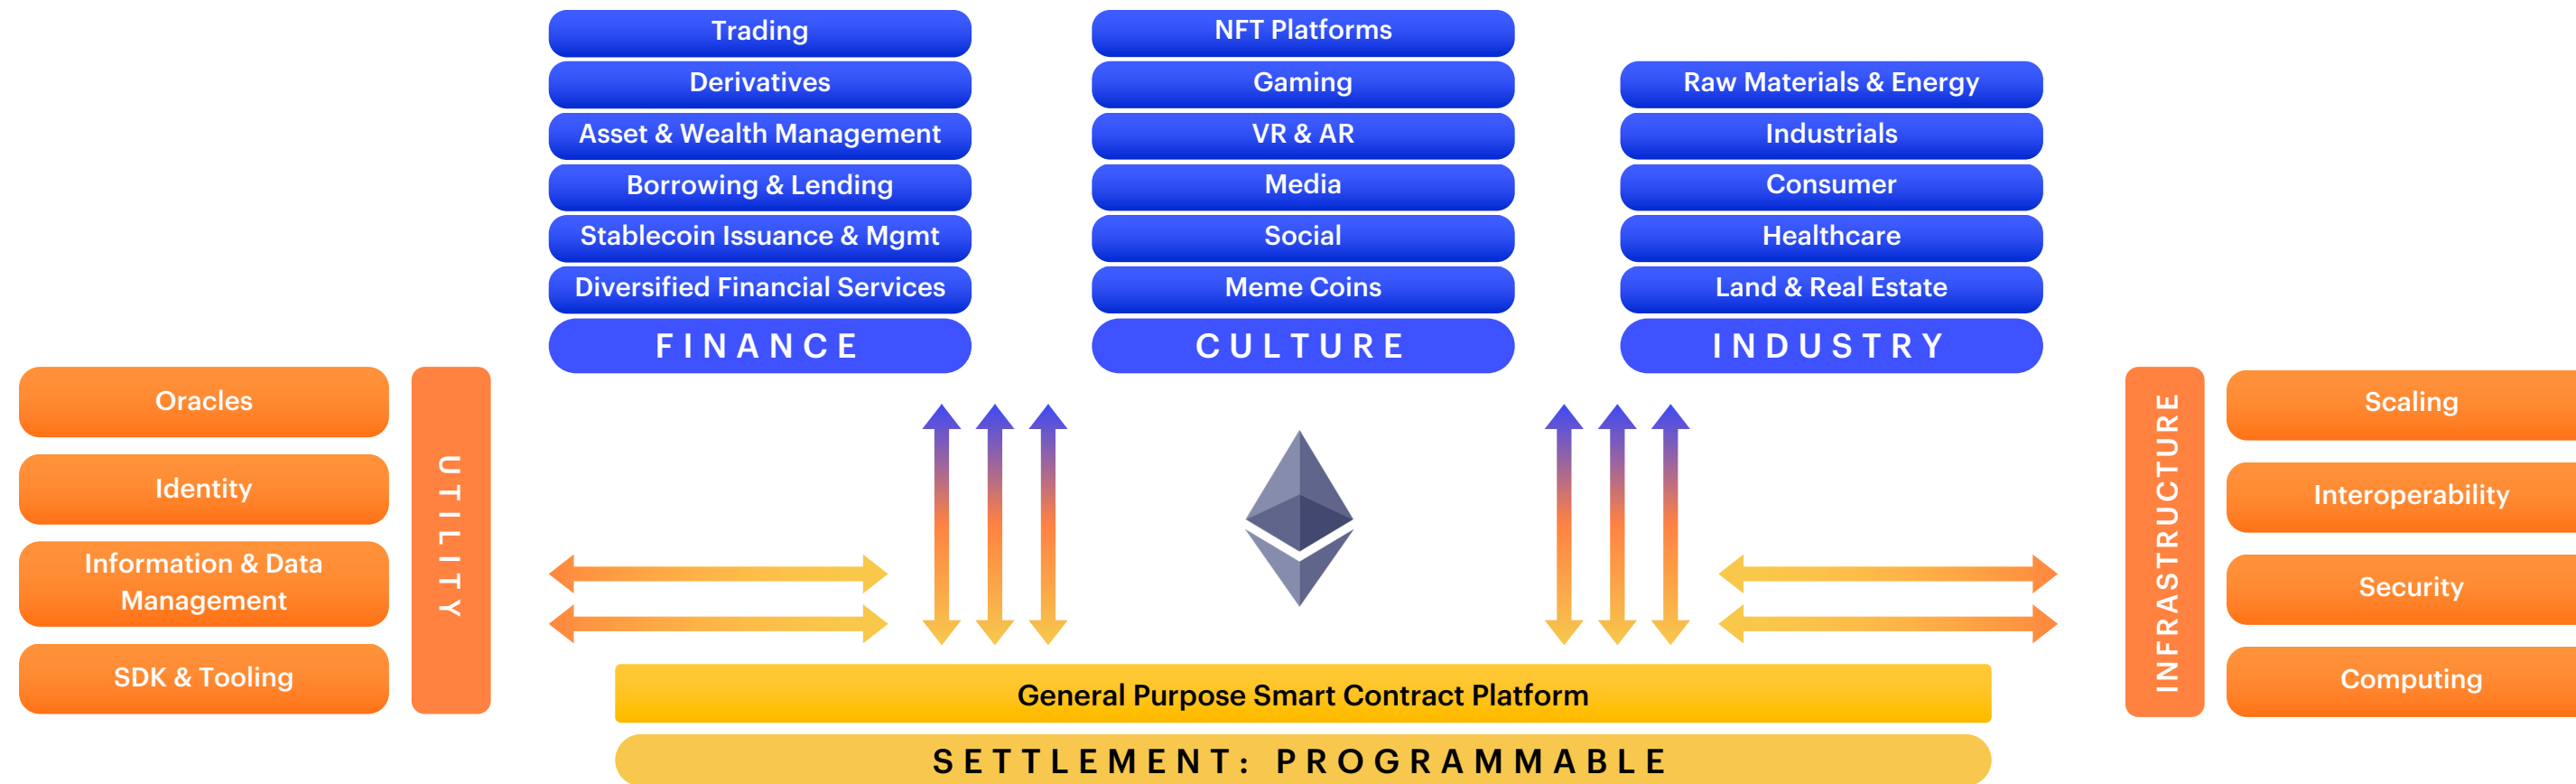 Trading
Derivatives
Asset & Wealth Management
Borrowing & Lending
Stablecoin Issuance & Mgmt
Diversified Financial Services
FINANCE
NFT Platforms
Gaming
VR & AR
Media
Social
Meme Coins
CULTURE
Raw Materials & Energy
Industrials
Consumer
Healthcare
Land & Real Estate
INDUSTRY
Oracles
Identity
Information & Data
Management
SDK & Tooling
UTILITY
INFRASTRUCTURE
Scaling
Interoperability
Security
Computing
General Purpose Smart Contract Platform
SETTLEMENT: PROGRAMMABLE